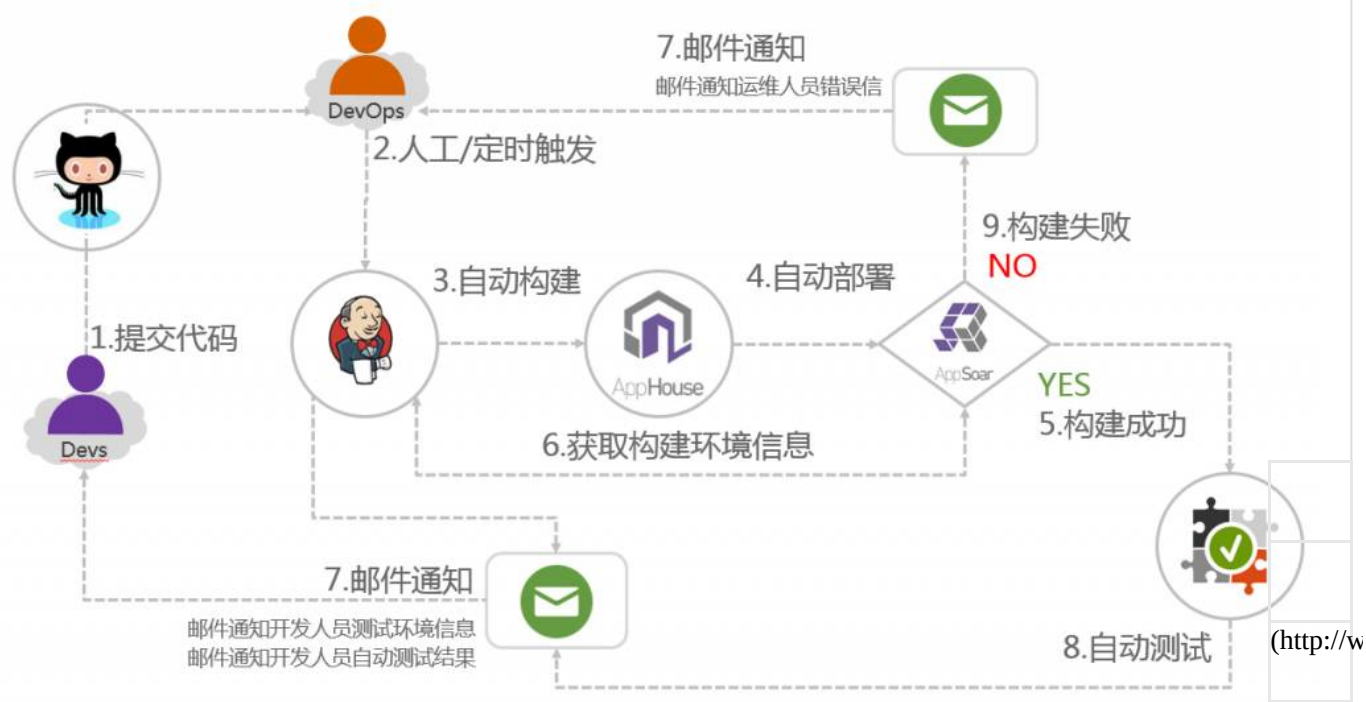 7.邮件通知
邮件通知运维人员错误信
DevOps
2.人工/定时触发
9.构建失败
NO
3.自动构建
4.自动部署
1.提交代码
AppHouse
AppSoar
YES
5.构建成功
6.获取构建环境信息
Devs
7.邮件通知
邮件通知开发人员测试环境信息
邮件通知开发人员自动测试结果
8.自动测试
(http://w